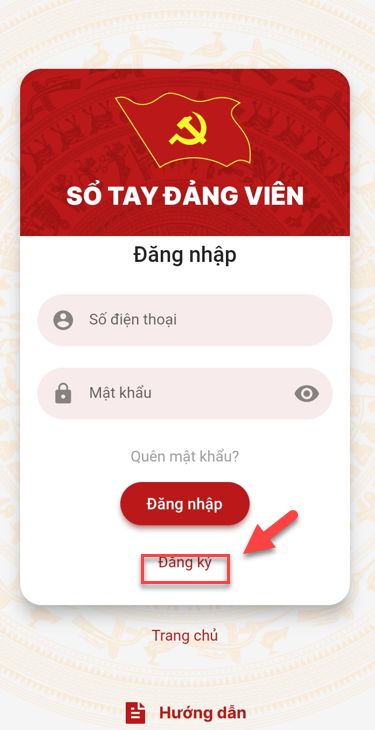 SỔ TAY ĐẢNG VIÊN
Đăng nhập
Số điện thoại
Mật khẩu
Quên mật khẩu?
Đăng nhập
Đăng ký
Trang chủ
Hướng dẫn